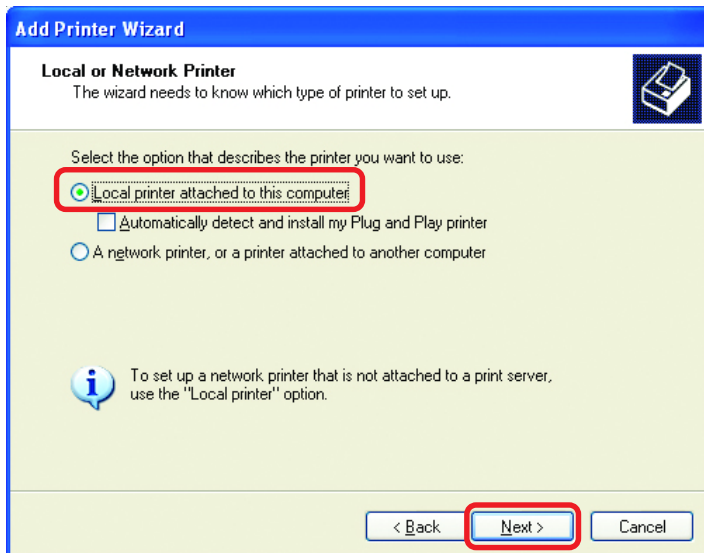 Add Printer Wizard
Local or Network Printer
The wizard needs to know which type of printer to set up.
Select the option that describes the printer you want to use:
Local printer attached to this computer
Automatically detect and install my Plug and Play printer
A network printer, or a printer attached to another computer
To set up a network printer that is not attached to a print server,
use the "Local printer" option.
< Back Next > Cancel